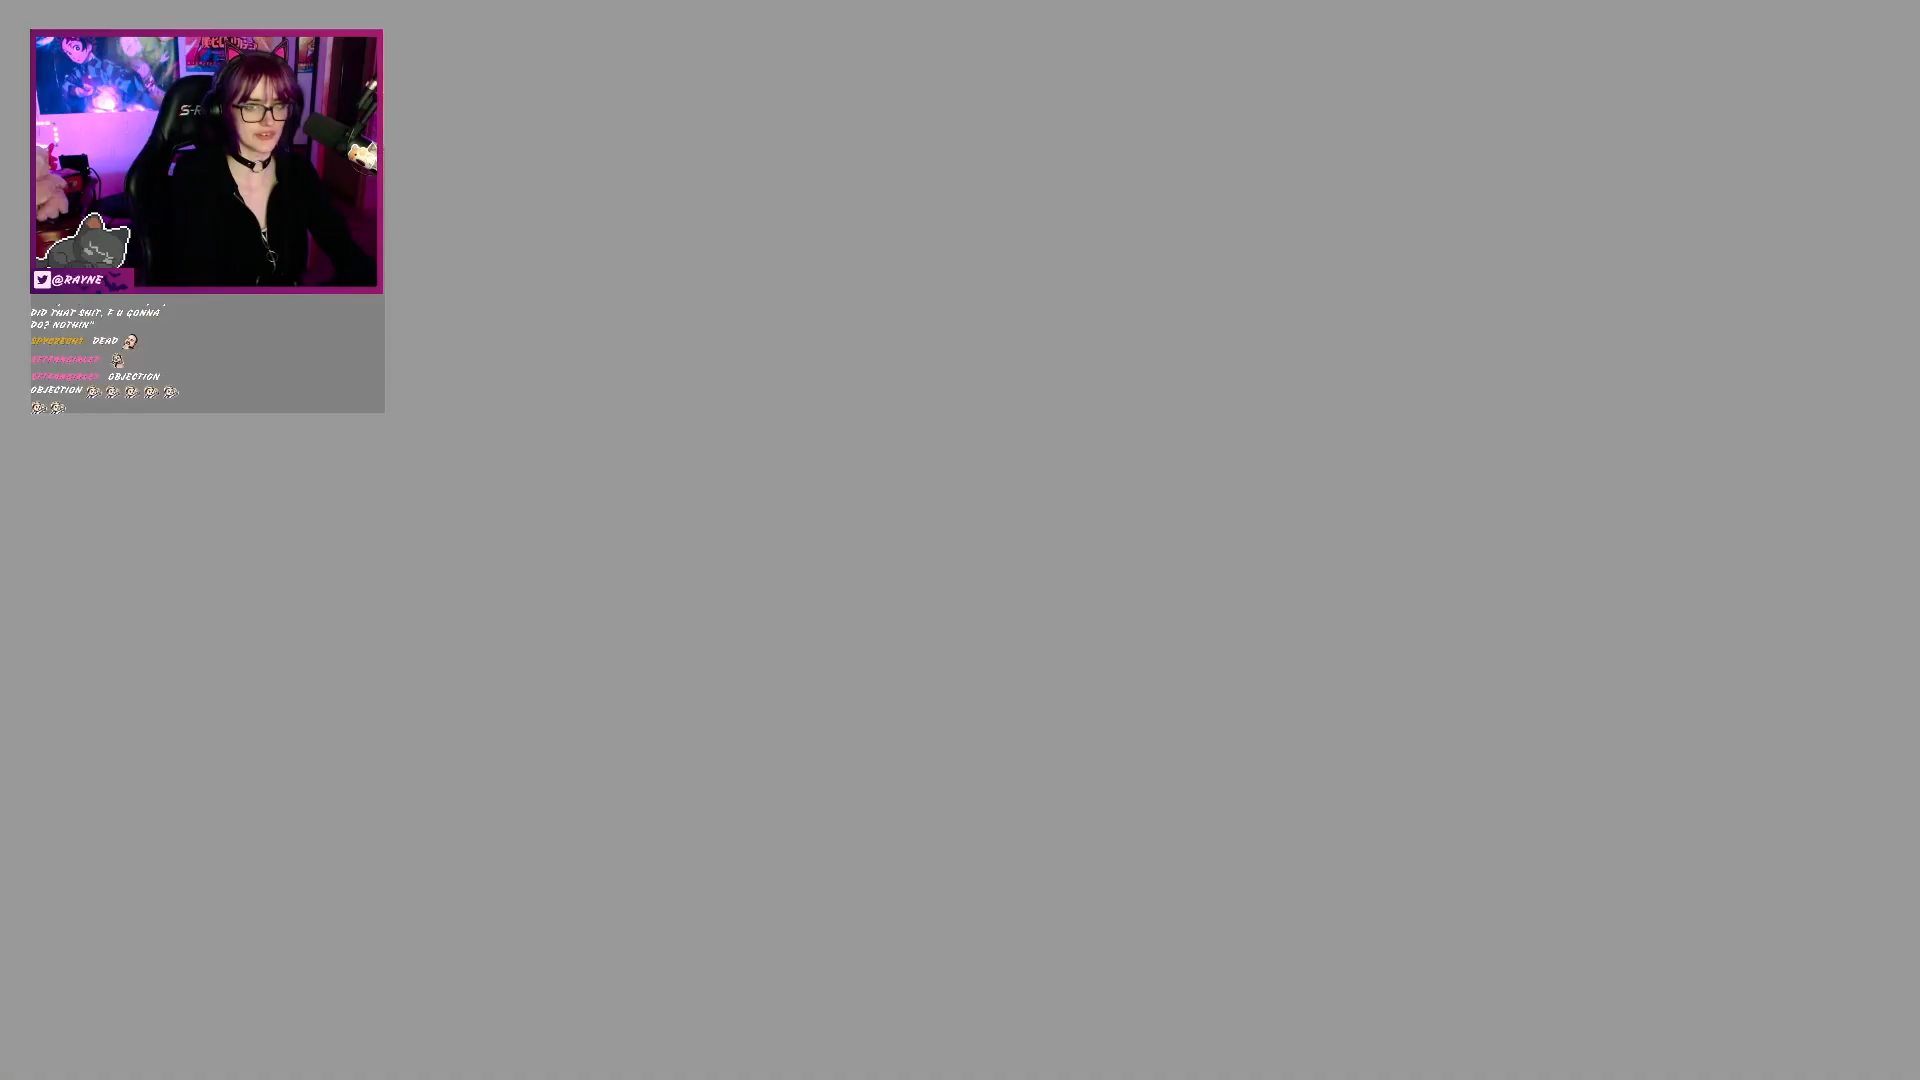 S-R
@RAYNE
DID THAT SHIT, F U GONNA
DO? NOTHIN"
DEAD
OBJECTION
OBJECTION